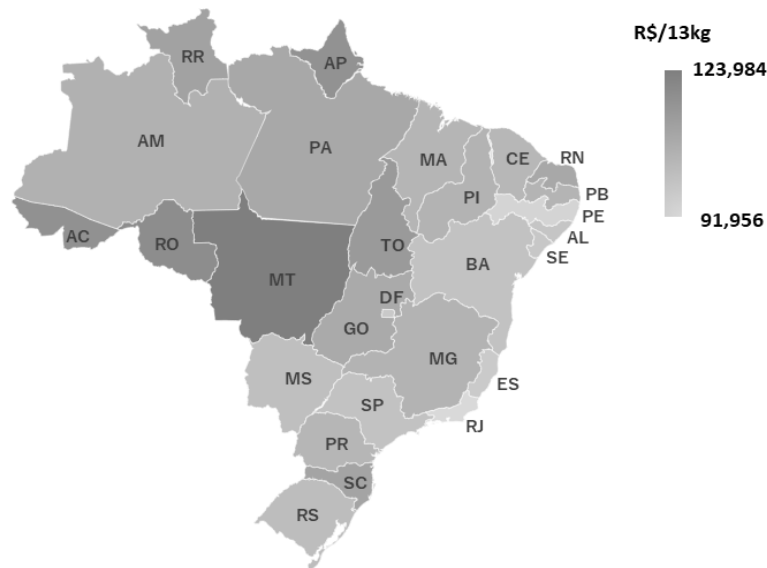 R$/13kg
123,984
91,956
RR
AP
AM
PA
MA
CE
RN
PI
PB
PE
AL
SE
AC
RO
TO
BA
MT
DF
GO
MG
MS
ES
SP
RJ
PR
SC
RS